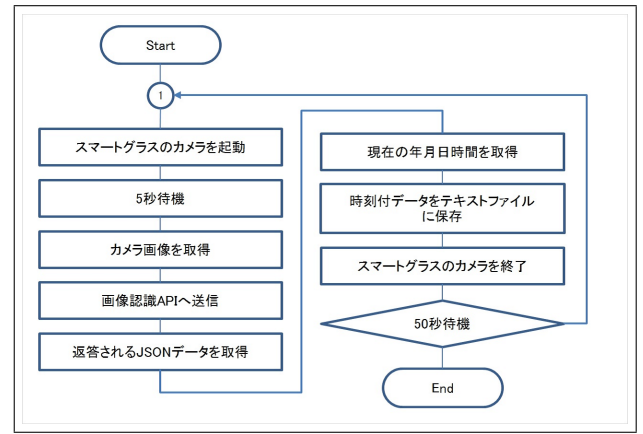 Start
1
スマートグラスのカメラを起動
5秒待機
カメラ画像を取得
画像認識APIへ送信
返答されるJSONデータを取得
現在の年月日時間を取得
時刻付データをテキストファイル
に保存
スマートグラスのカメラを終了
50秒待機
End